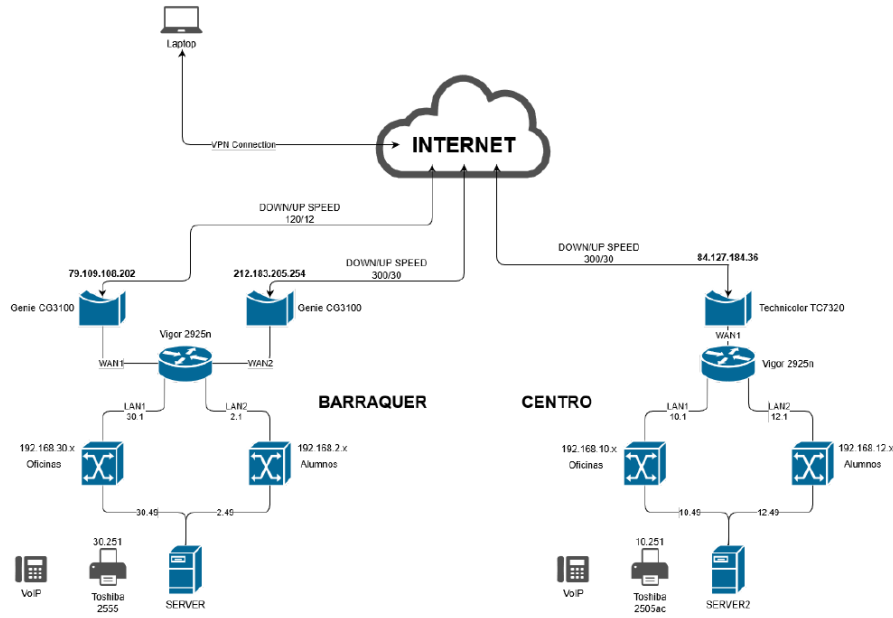 Laptop
VPN Connection
INTERNET
DOWN/UP SPEED
120/12
DOWN/UP SPEED
300/30
DOWN/UP SPEED
300/30
79.109.108.202
212.183.205.254
84.127.184.36
Genie CG3100
Genie CG3100
Technicolor TC7320
WAN1
Vigor 2925n
WAN2
WAN1
Vigor 2925n
LAN1
30.1
LAN2
2.1
BARRAQUER
CENTRO
LAN1
10.1
LAN2
12.1
192.168.30.x
Oficinas
192.168.2.x
Alumnos
192.168.10.x
Oficinas
192.168.12.x
Alumnos
30.49
2.49
10.49
12.49
VoIP
30.251
Toshiba
2555
SERVER
VoIP
10.251
Toshiba
2505ac
SERVER2